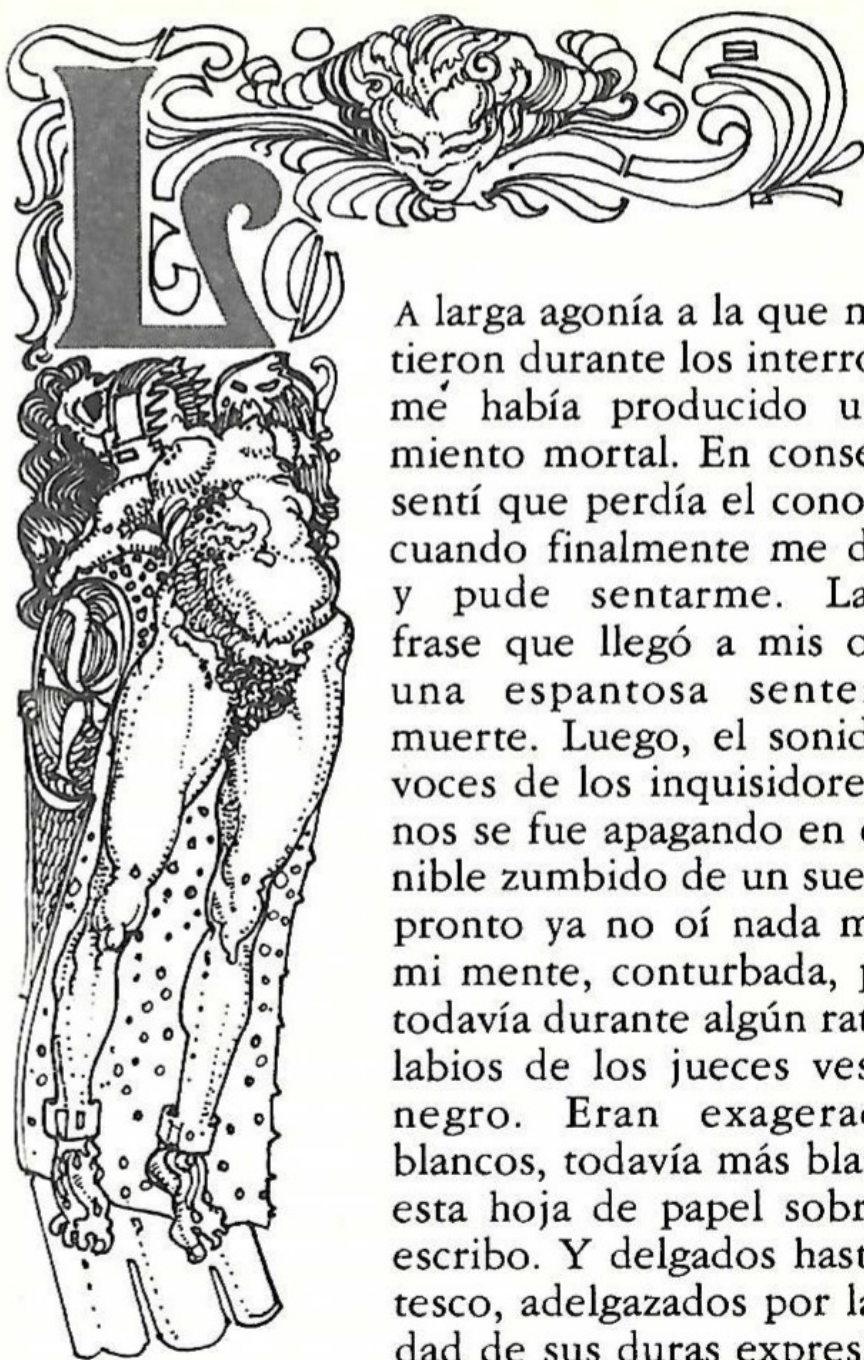 LA larga agonía a la que m
tieron durante los interro
me había producido u
miento mortal. En conse
sentí que perdía el cono
cuando finalmente me d
y pude sentarme. La
frase que llegó a mis o
una espantosa sente
muerte. Luego, el sonid
voces de los inquisidore
nos se fue apagando en e
nible zumbido de un sue
pronto ya no oí nada m
mi mente, conturbada, p
todavía durante algún rat
labios de los jueces ves
negro. Eran exagerad
blancos, todavía más bla
esta hoja de papel sobr
escribo. Y delgados hast
tesco, adelgazados por la
dad de sus duras expres